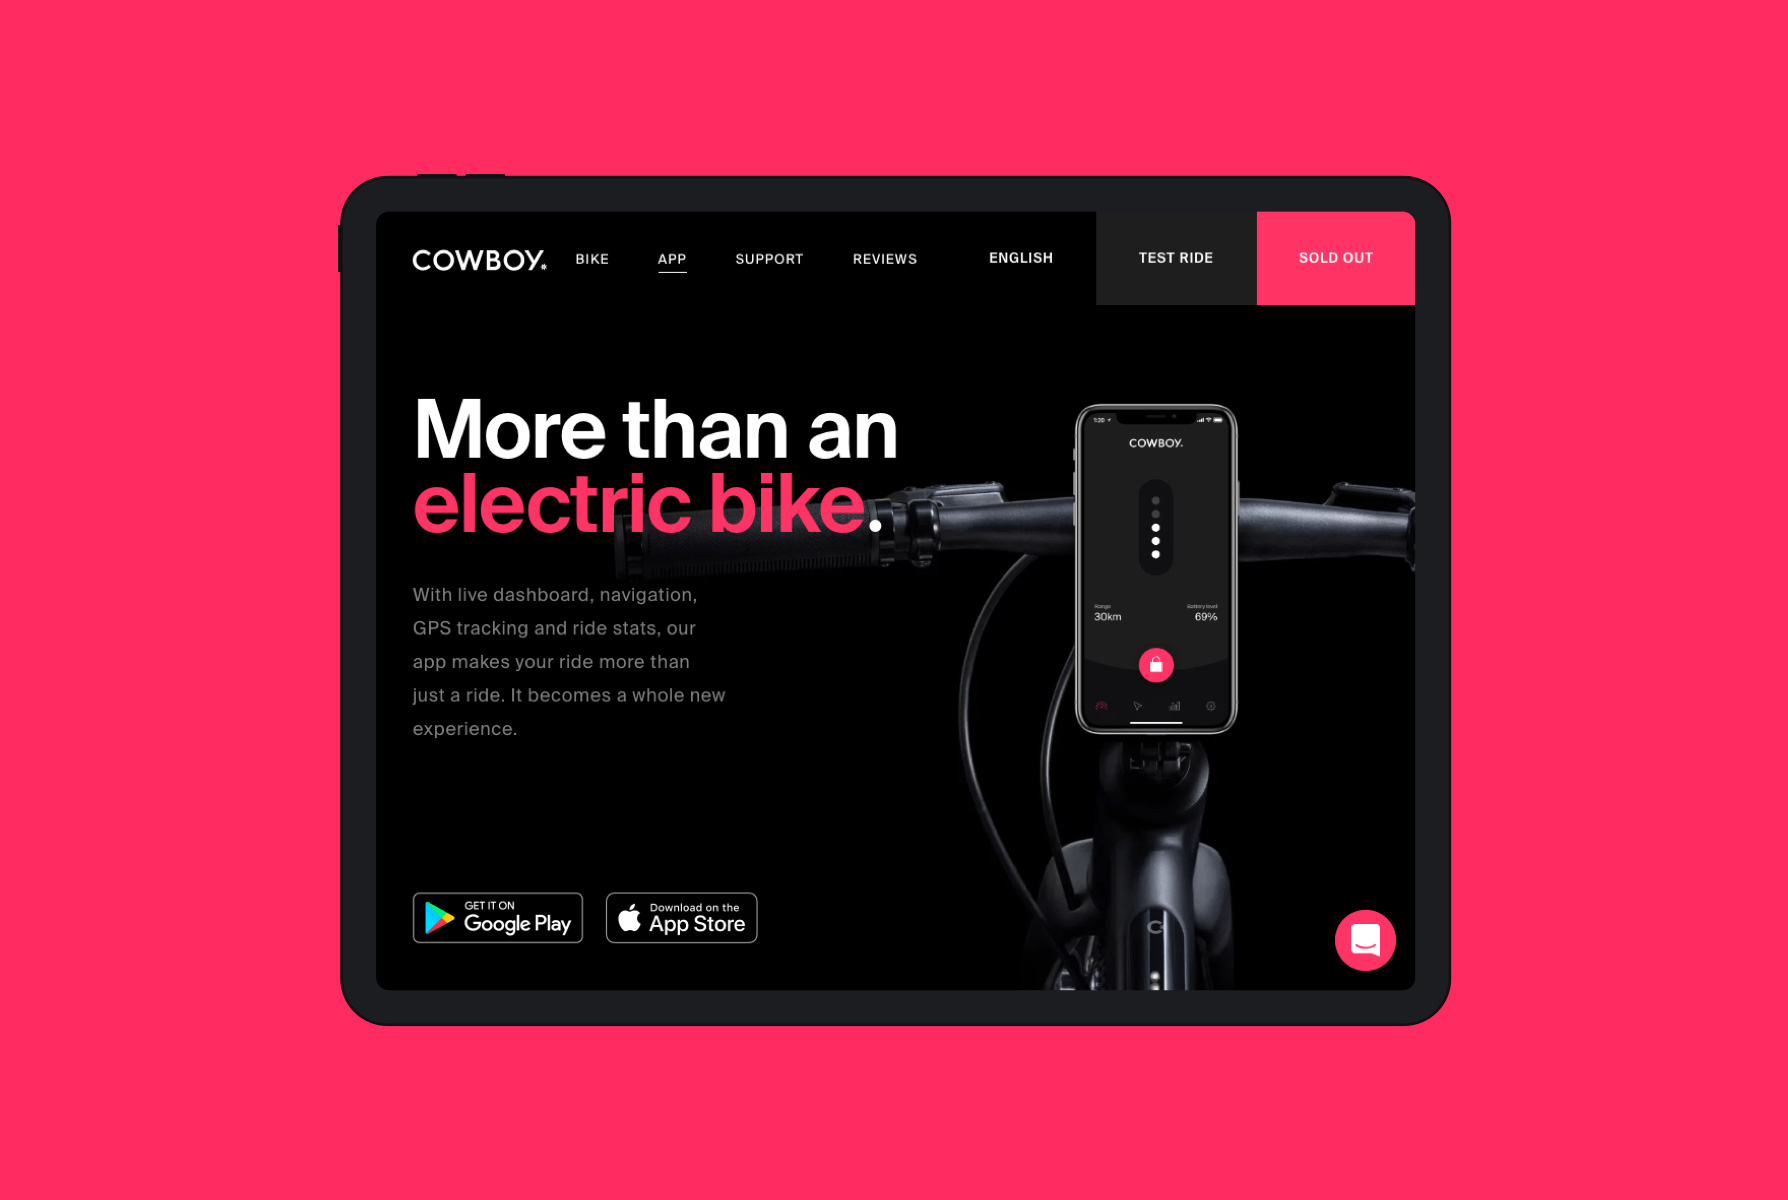 COWBOY.
BIKE
APP
SUPPORT
REVIEWS
ENGLISH
TEST RIDE
SOLD OUT
More than an
electric bike.
With live dashboard, navigation,
GPS tracking and ride stats, our
app makes your ride more than
just a ride. It becomes a whole new
experience.
GET IT ON
Google Play
Download on the
App Store
1:20
COWBOY.
Range
30km
Battery level
69%